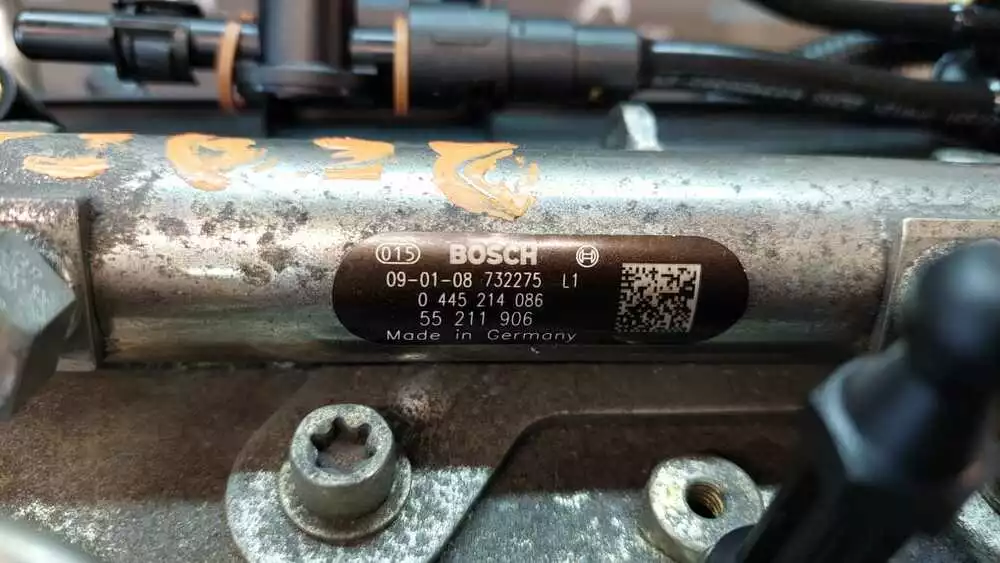 015 BOSCH
09-01-08 732275 L1
0 445 214 086
55 211 906
Made in Germany